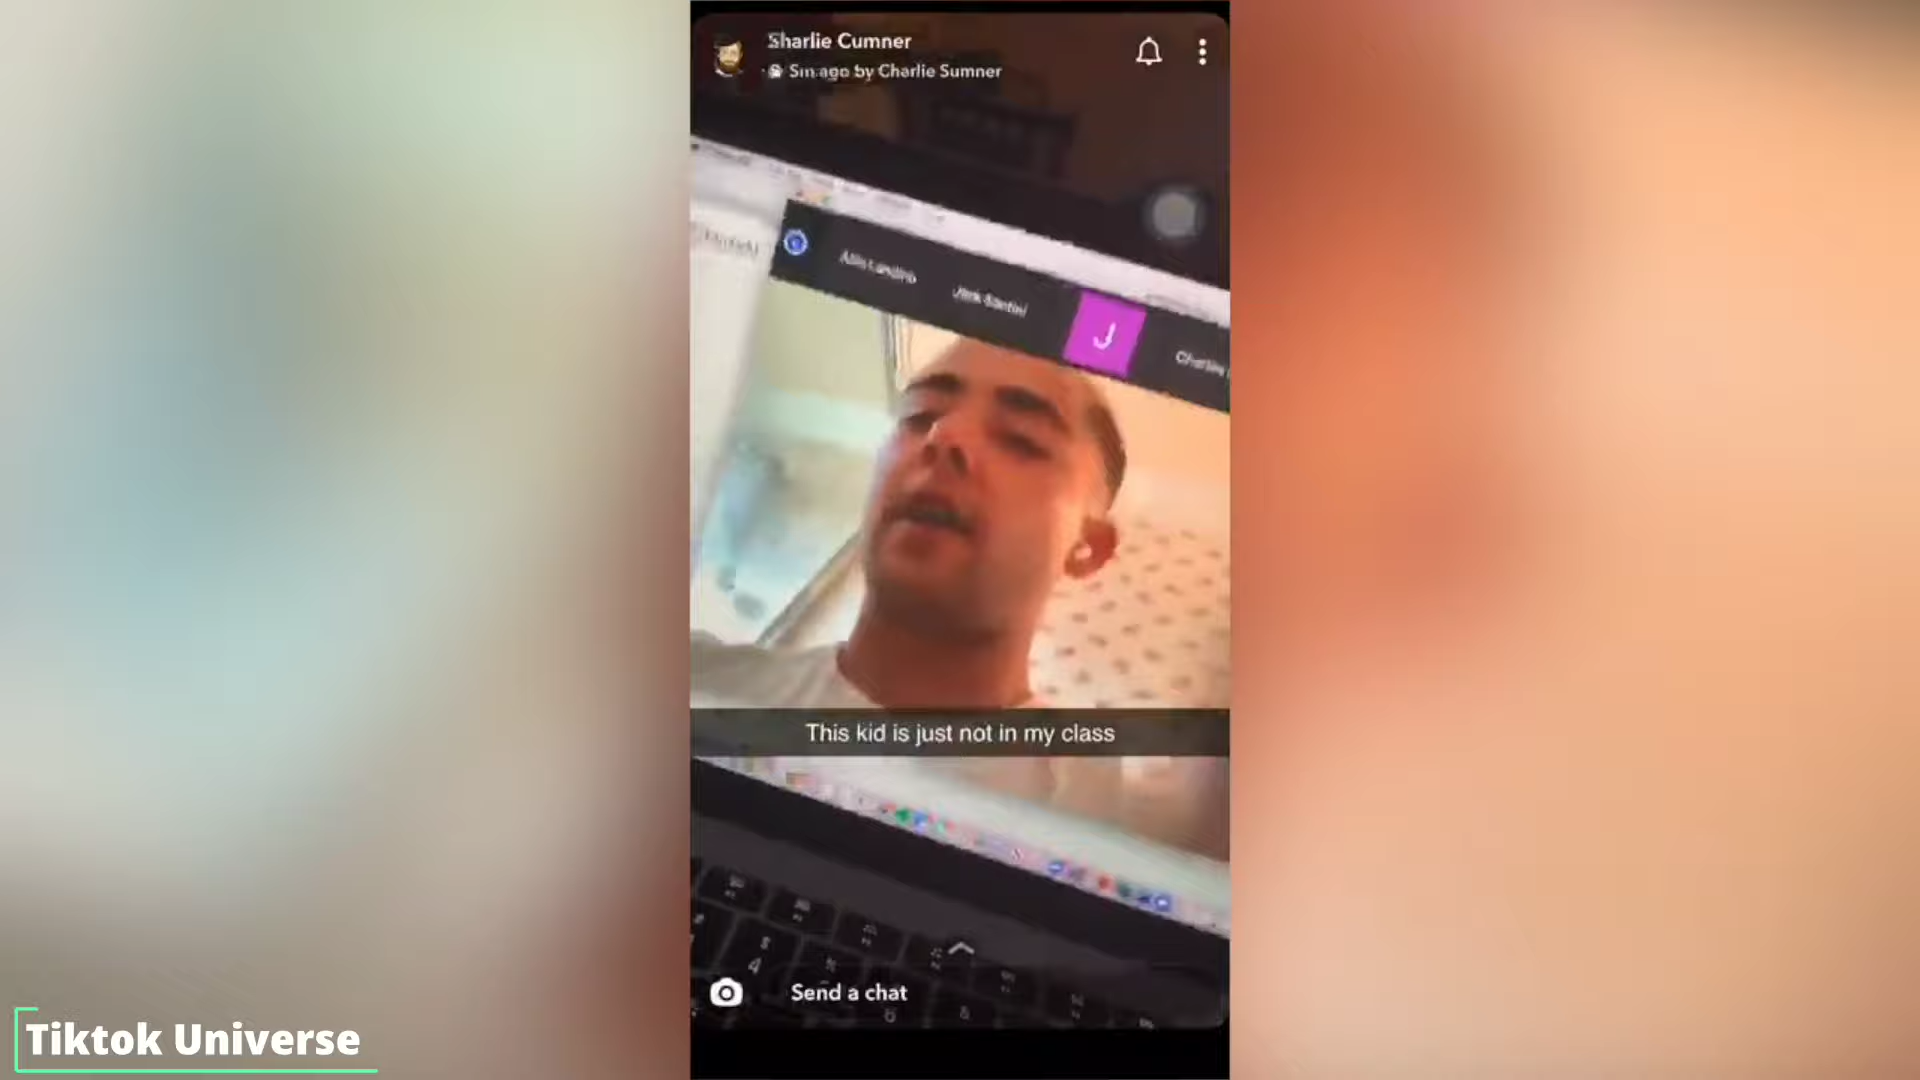 Sharlie Cumner
5m ago by Charlie Sumner
J
This kid is just not in my class
Send a chat
Tiktok Universe